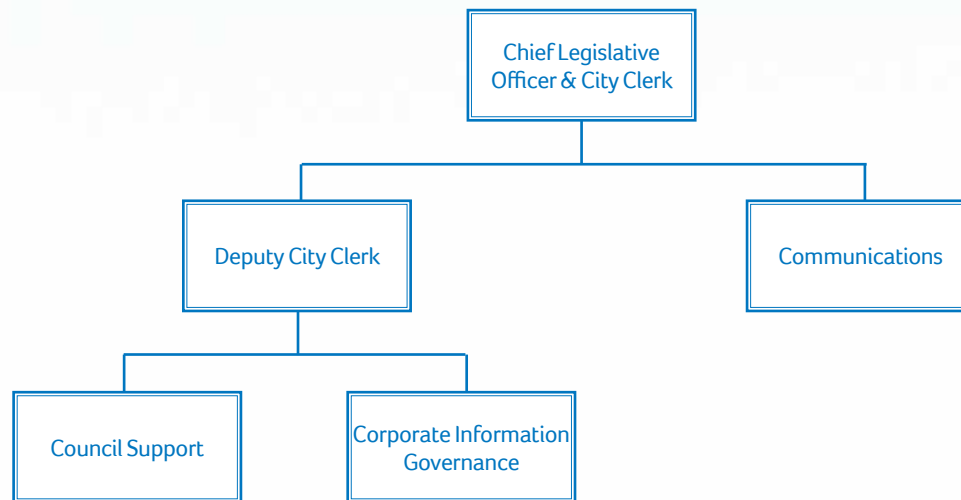 Chief Legislative
Officer & City Clerk
Deputy City Clerk
Communications
Council Support
Corporate Information
Governance